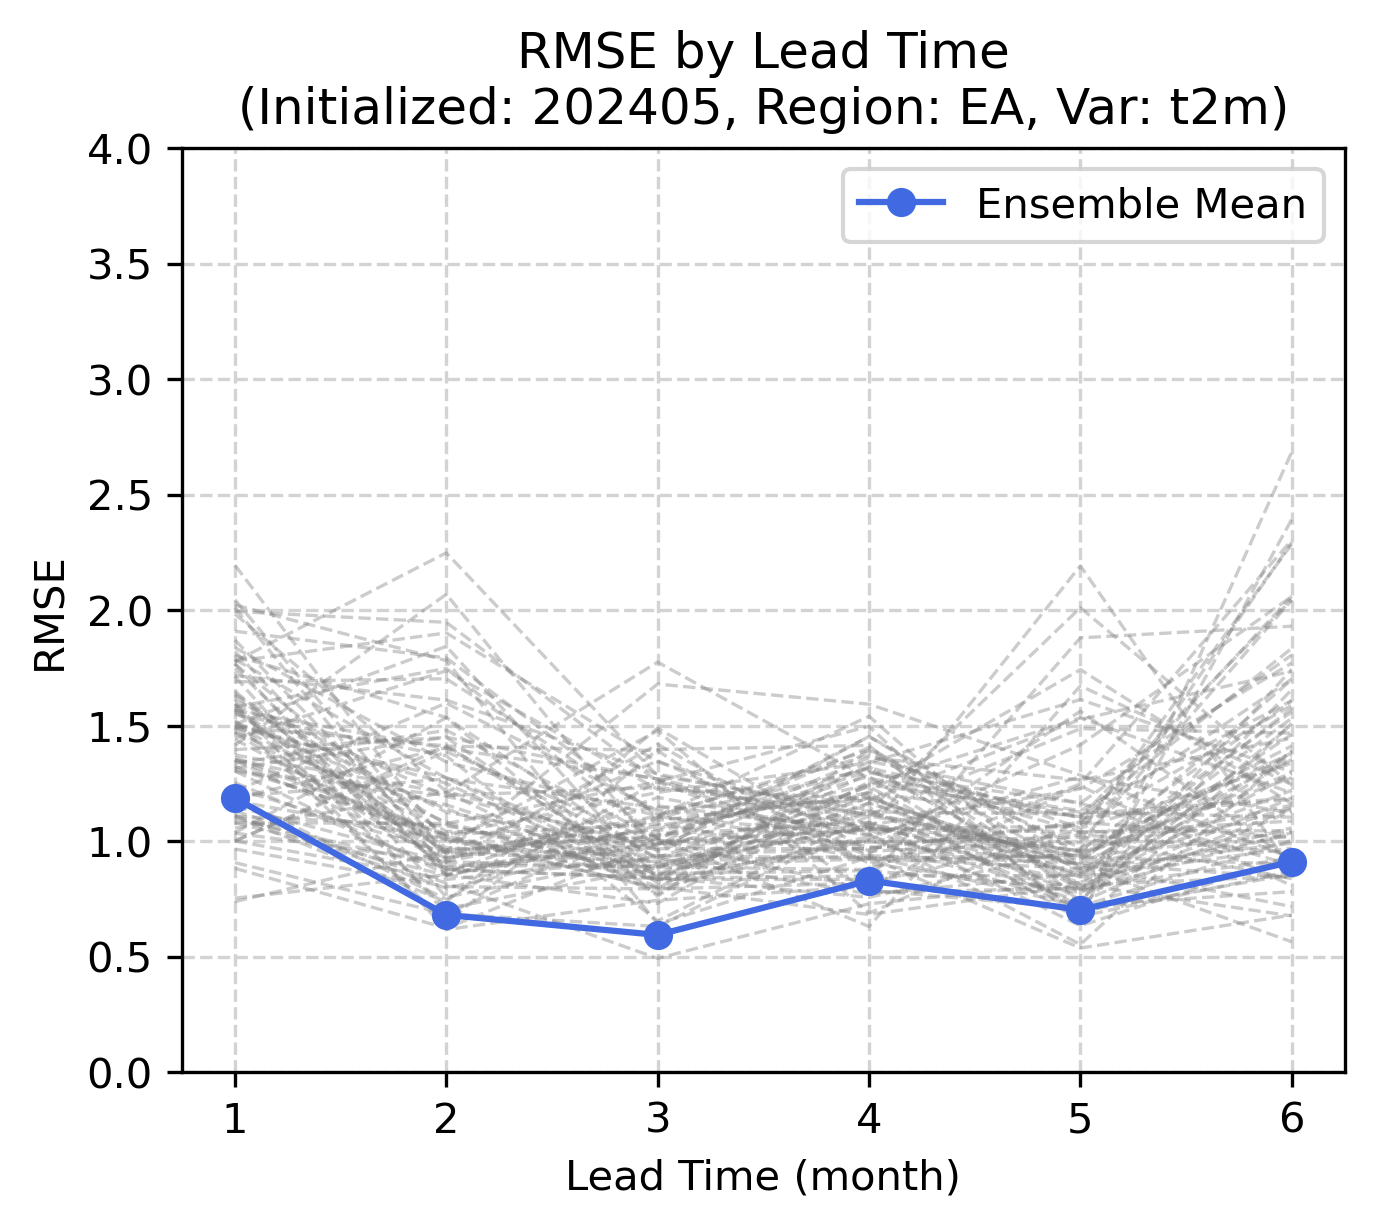 RMSE by Lead Time
(Initialized: 202405, Region: EA, Var: t2m)
4.0
3.5
3.0
2.5
2.0
1.5
1.0
0.5
0.0
RMSE
Ensemble Mean
1 2 3 4 5 6
Lead Time (month)